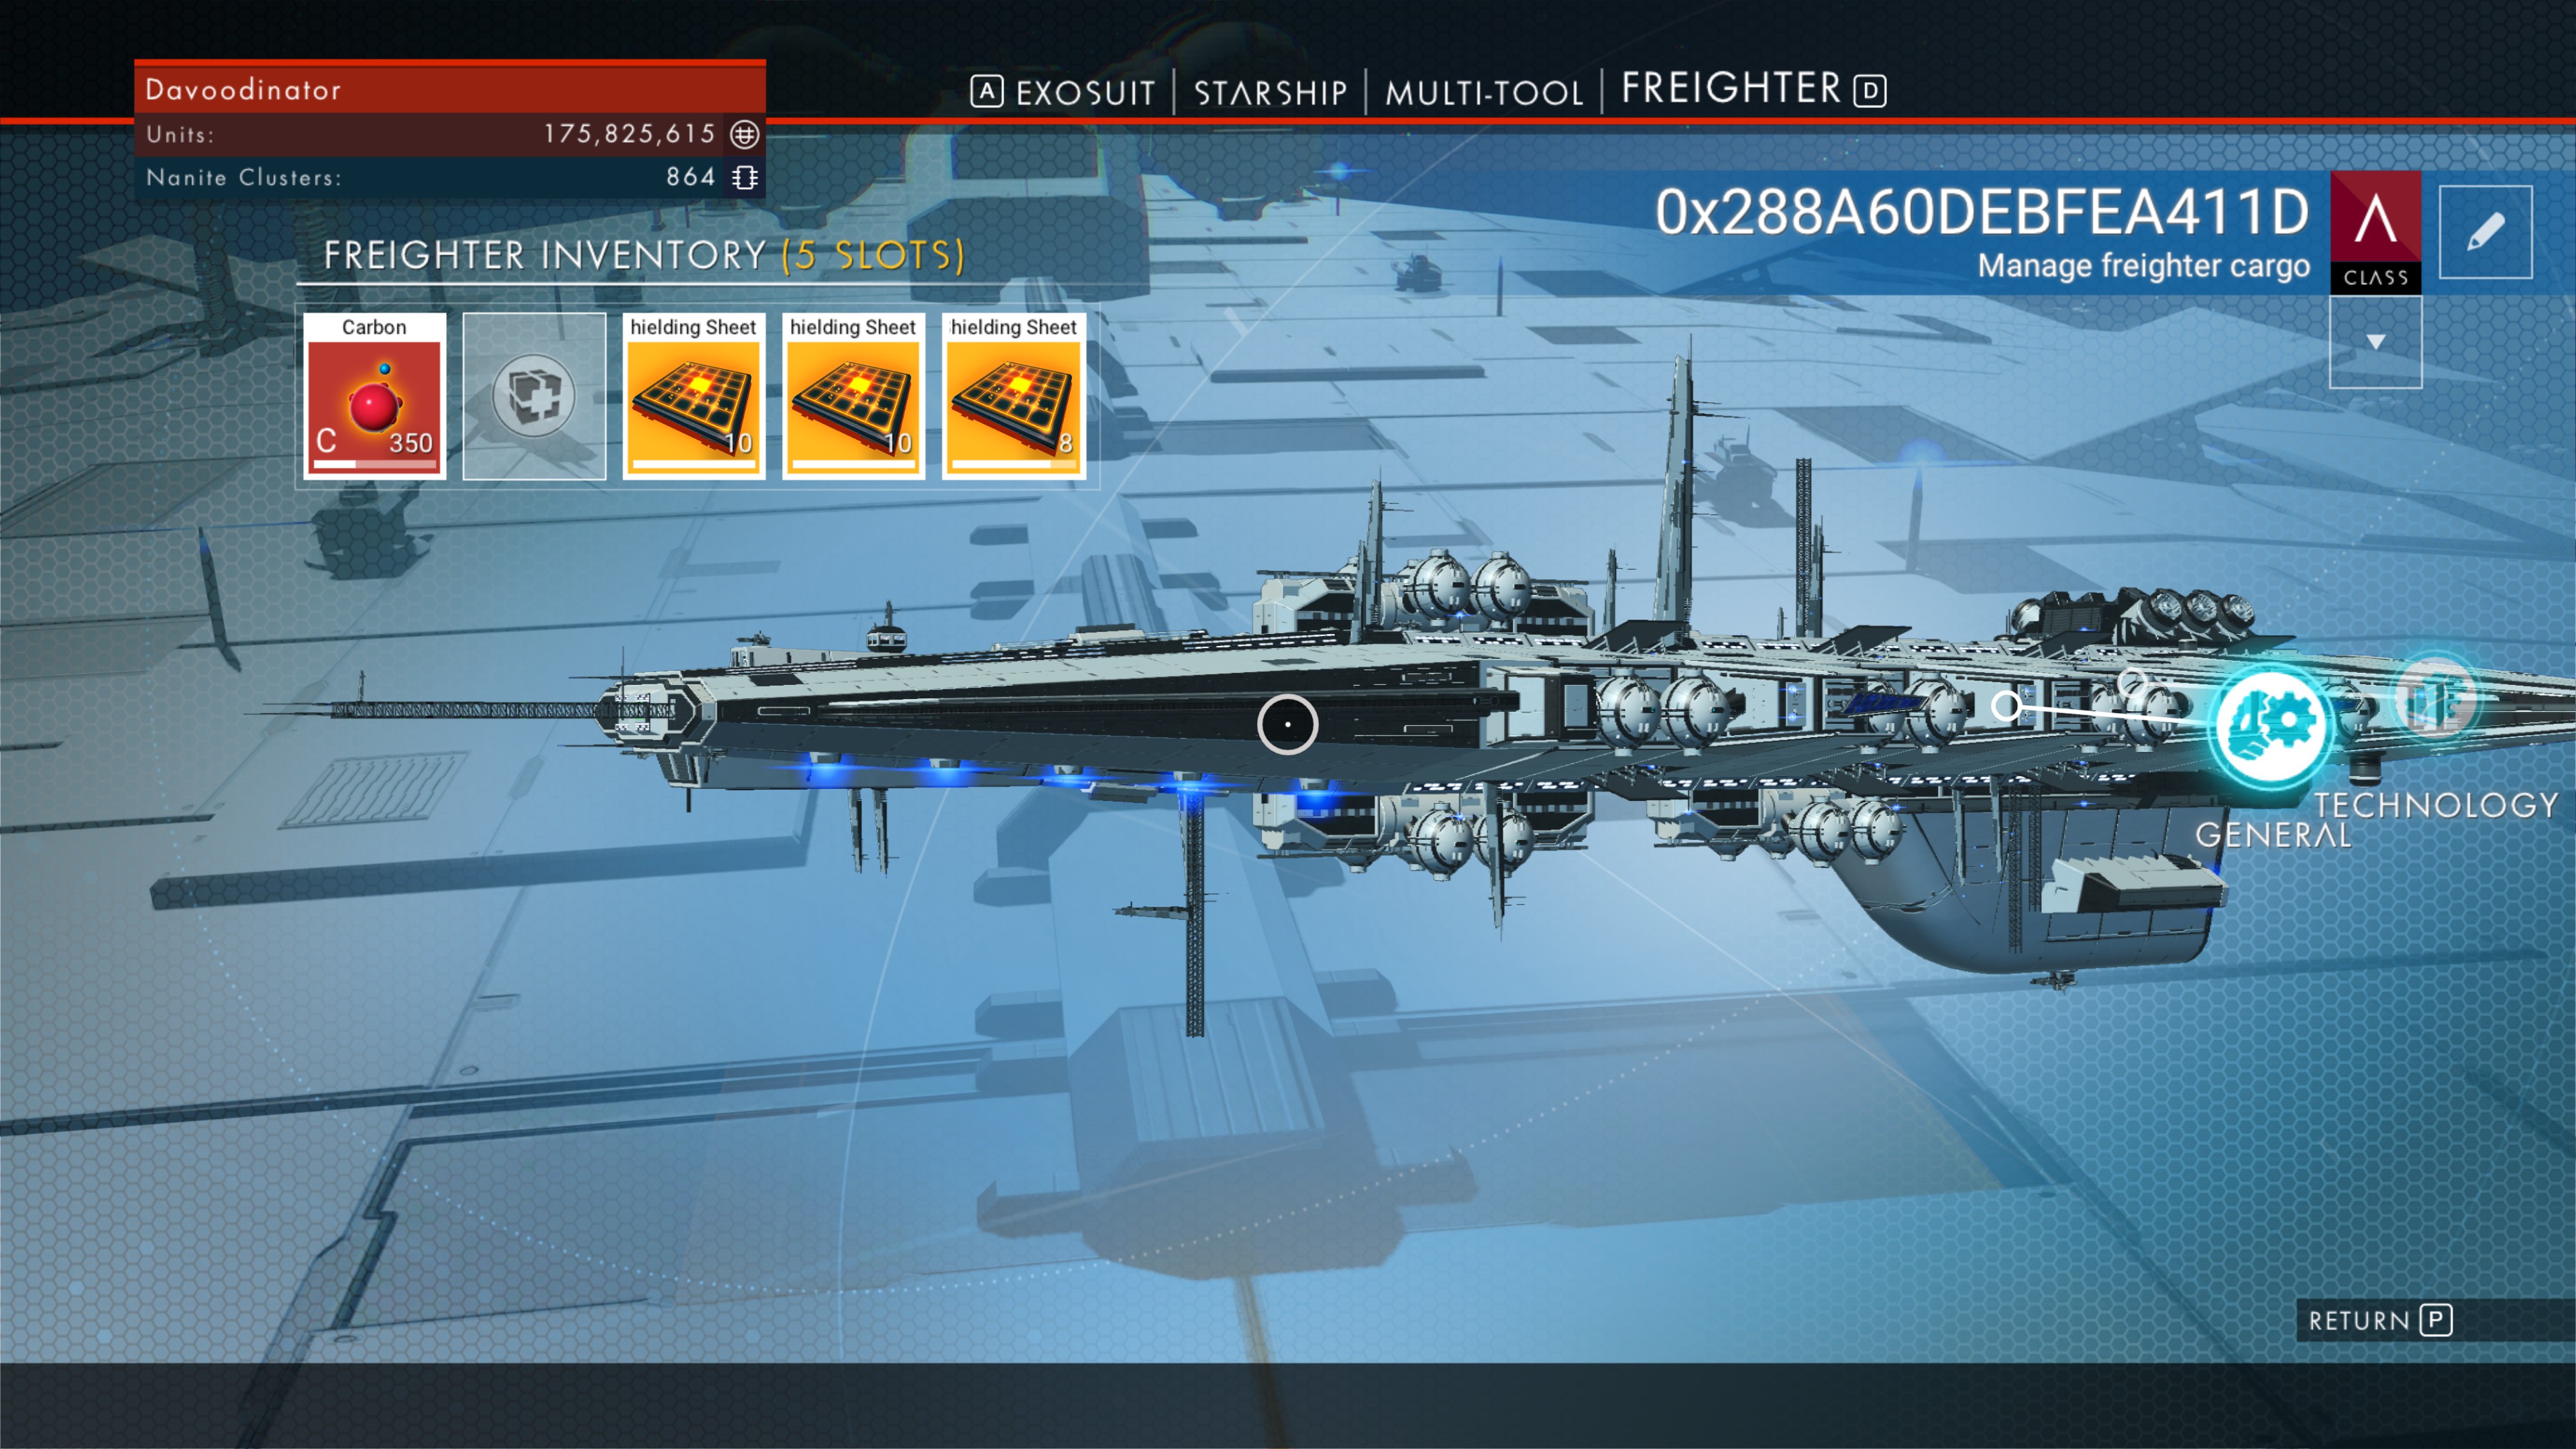 Davoodinator
Units: 175,825,615
Nanite Clusters: 864
A EXOSUIT STARSHIP MULTI-TOOL FREIGHTER D
0x288A60DEBFEA411D
Manage freighter cargo
A
CLASS
FREIGHTER INVENTORY (5 SLOTS)
Carbon hielding Sheet hielding Sheet hielding Sheet
C 350 10 10 8
TECHNOLOGY
GENERAL
RETURN P